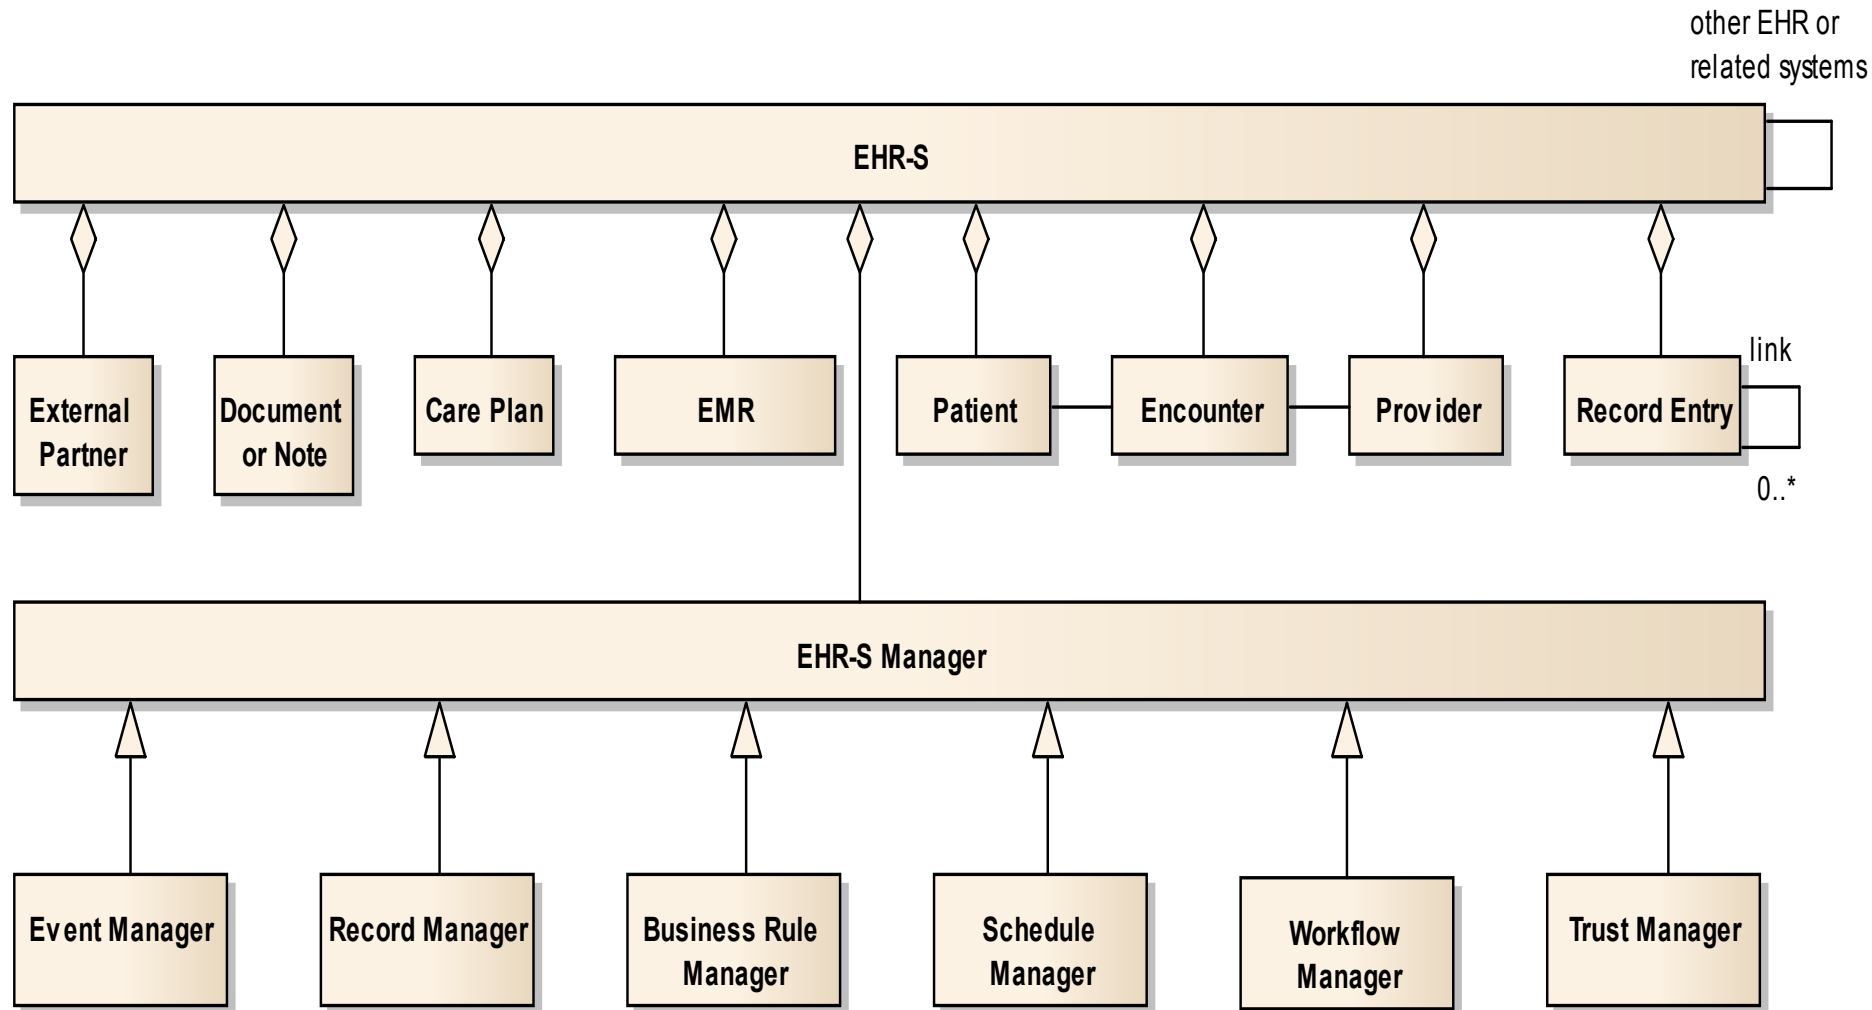 other EHR or
related systems
EHR-S
External
Partner
Document
or Note
Care Plan
EMR
Patient
Encounter
Provider
Record Entry
link
0..*
EHR-S Manager
Event Manager
Record Manager
Business Rule
Manager
Schedule
Manager
Workflow
Manager
Trust Manager